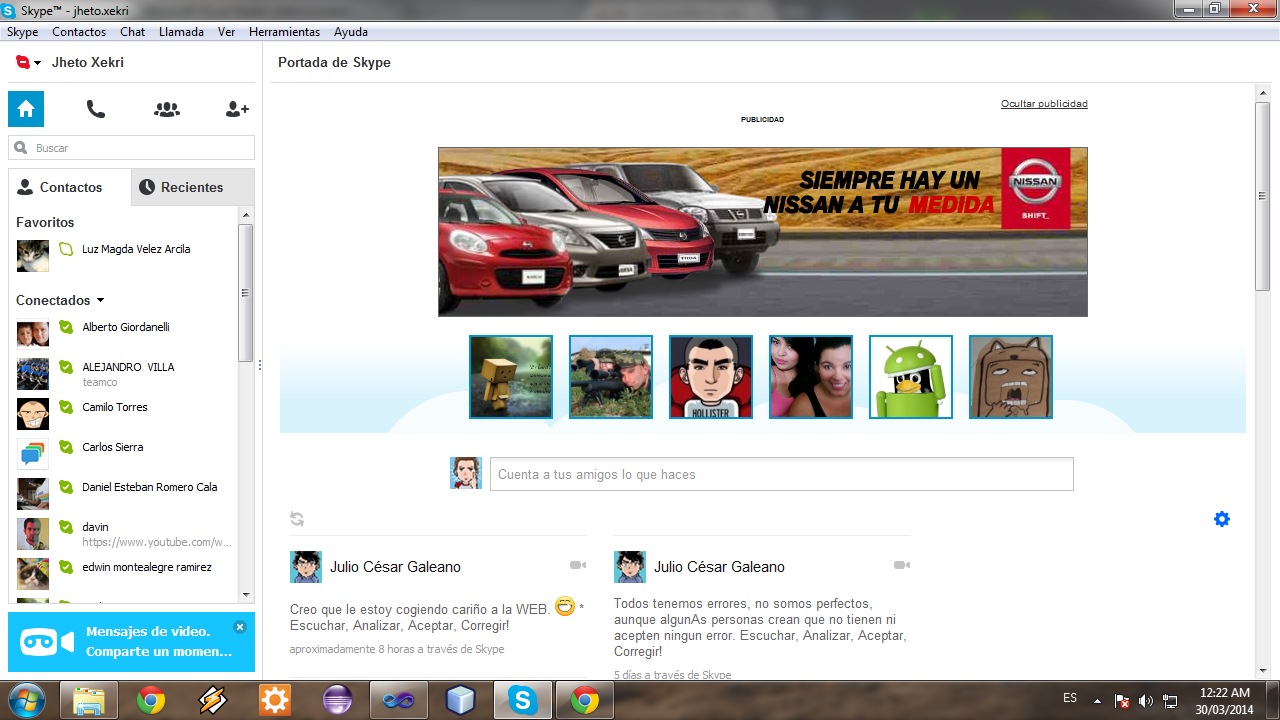 Skype™ - jheto.xekri
Skype Contactos Chat Llamada Ver Herramientas Ayuda
Jheto Xekri
Buscar
Contactos Recientes
Favoritos
Luz Magda Velez Arcila
Conectados
Alberto Giordanelli
ALEJANDRO VILLA
teamco
Camilo Torres
Carlos Sierra
Daniel Esteban Romero Cala
davin
https://www.youtube.com/w...
edwin montealegre ramirez
Mensajes de video.
Comparte un momen...
Portada de Skype
Ocultar publicidad
PUBLICIDAD
SIEMPRE HAY UN
NISSAN A TU MEDIDA
NISSAN
SHIFT_
TIIDA
HOLLISTER
Cuenta a tus amigos lo que haces
Julio César Galeano
Creo que le estoy cogiendo cariño a la WEB. *
Escuchar, Analizar, Aceptar, Corregir!
aproximadamente 8 horas a través de Skype
Julio César Galeano
Todos tenemos errores, no somos perfectos,
aunque algunAs personas crean que no tienen ni
acepten ningun error. Escuchar, Analizar, Aceptar,
Corregir!
5 días a través de Skype
ES
12:22 AM
30/03/2014